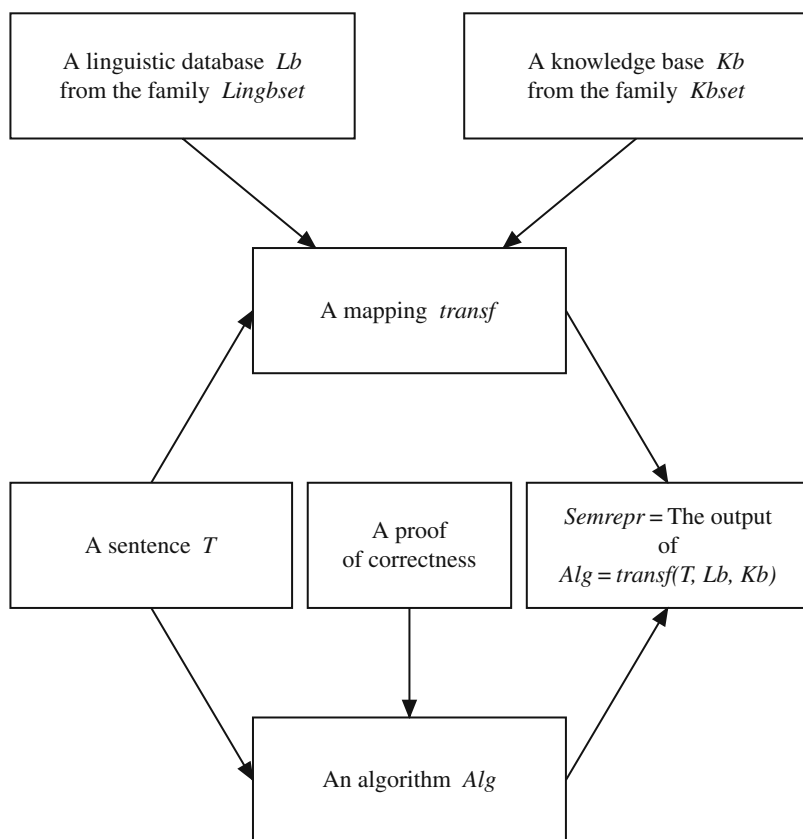 A linguistic database Lb
from the family Lingbset
A knowledge base Kb
from the family Kbset
A mapping transf
A sentence T
A proof
of correctness
Semrepr = The output
of
Alg = transf(T, Lb, Kb)
An algorithm Alg